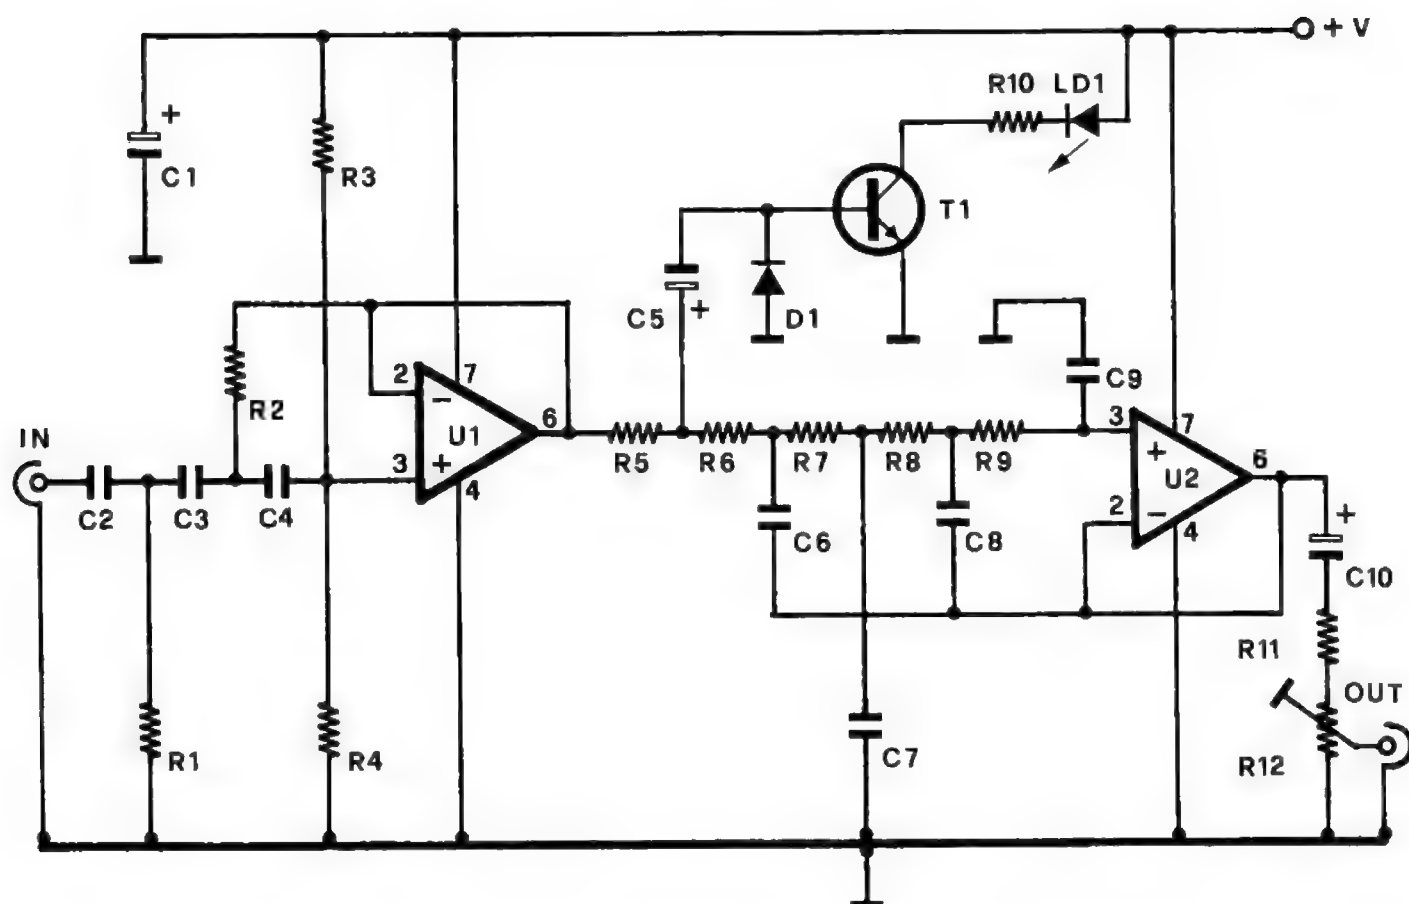 + V
R10 LD1
+
C1
R3
T1
C5 + D1
2 7 − C9
R2 U1 6 3 7
IN
3 + R5 R6 R7 R8 R9 + U2 6
4 2 − 4
C2 C3 C4
C6 C8 +
C10
R11
OUT
R1 R4 C7 R12